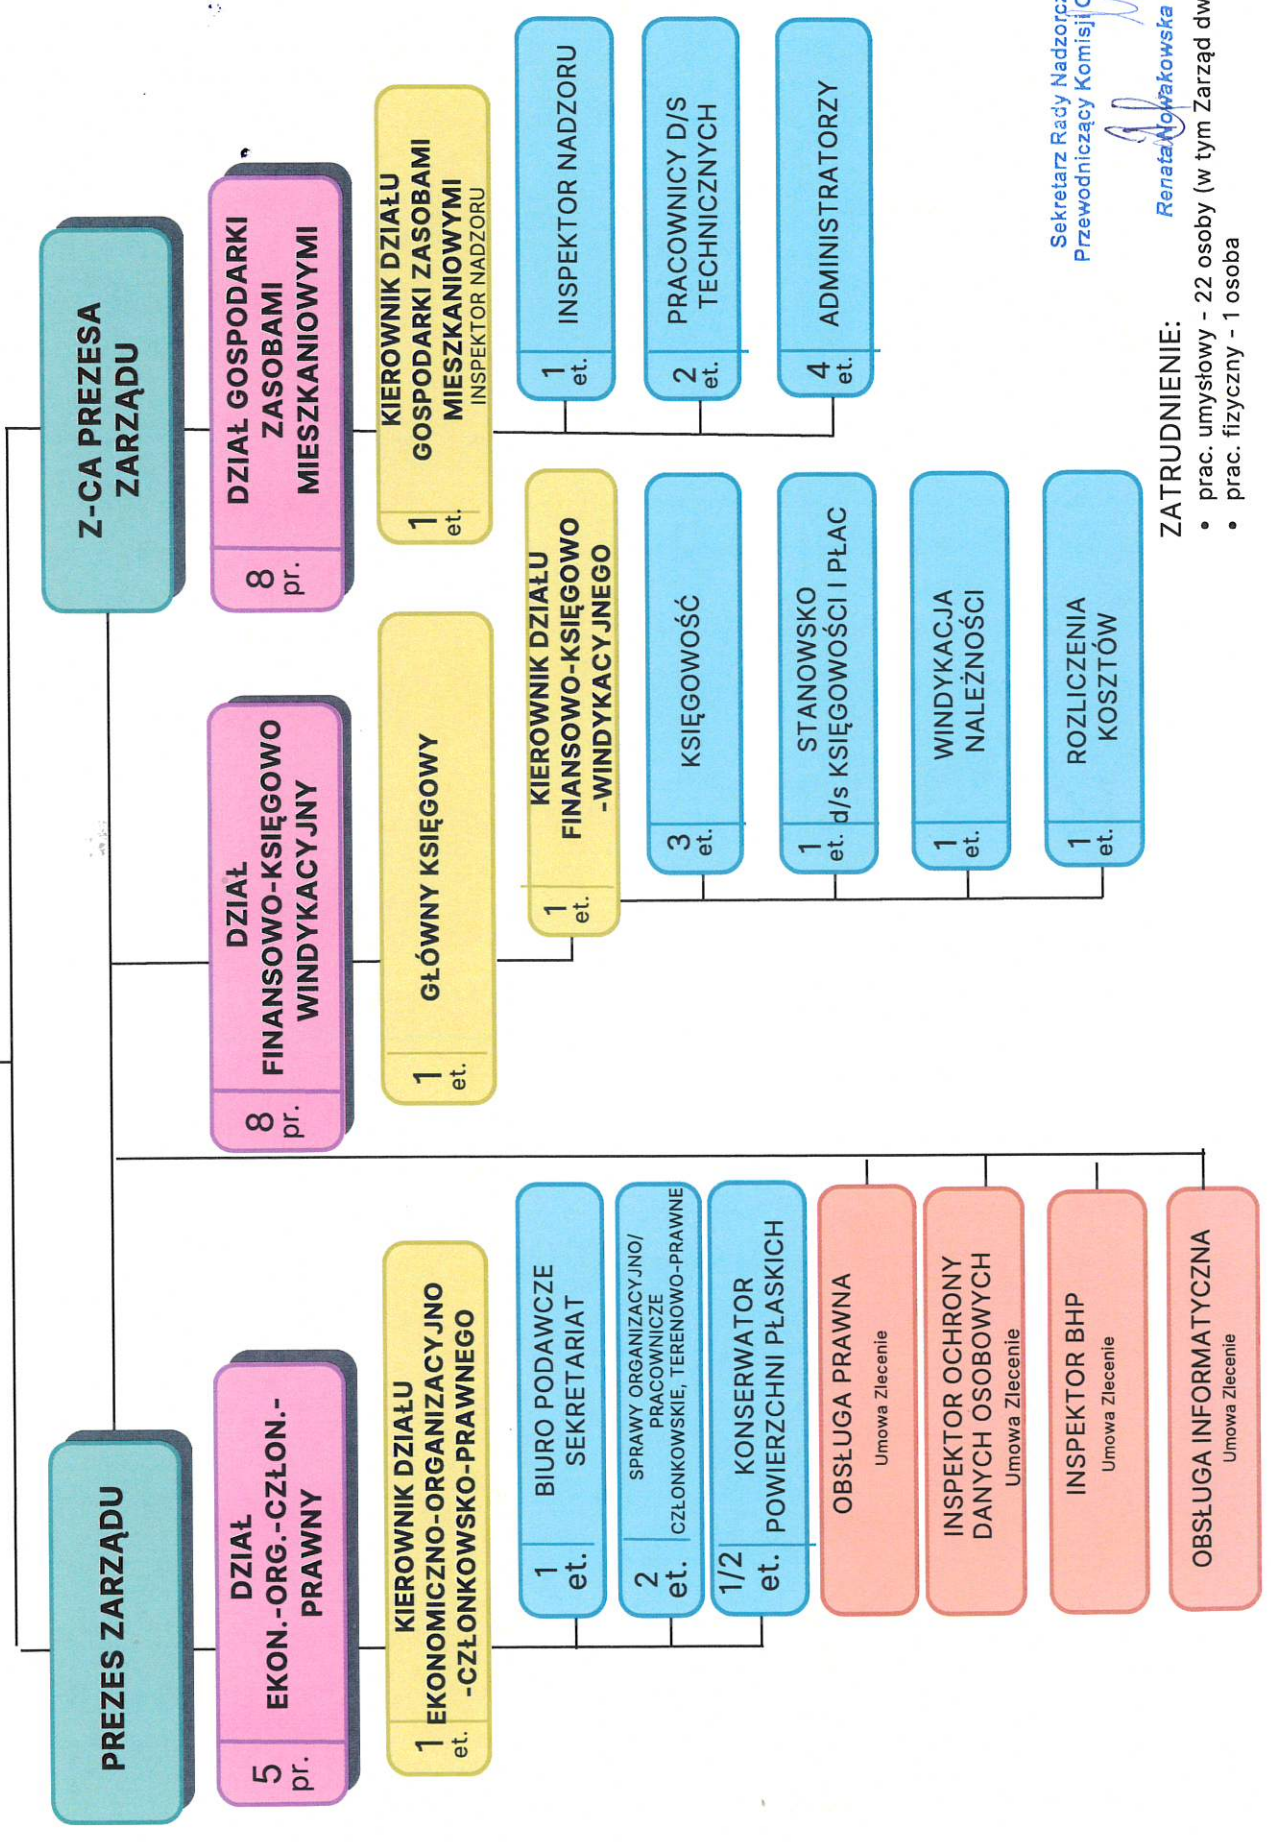 PREZES ZARZĄDU
Z-CA PREZESA
ZARZĄDU
5
pr.
DZIAŁ
EKON.-ORG.-CZŁON.-
PRAWNY
1
et.
KIEROWNIK DZIAŁU
EKONOMICZNO-ORGANIZACYJNO
-CZŁONKOWSKO-PRAWNEGO
1
et.
BIURO PODAWCZE
SEKRETARIAT
2
et.
SPRAWY ORGANIZACYJNO/
PRACOWNICZE
CZŁONKOWSKIE, TERENOWO-PRAWNE
1/2
et.
KONSERWATOR
POWIERZCHNI PŁASKICH
OBSŁUGA PRAWNA
Umowa Zlecenie
INSPEKTOR OCHRONY
DANYCH OSOBOWYCH
Umowa Zlecenie
INSPEKTOR BHP
Umowa Zlecenie
OBSŁUGA INFORMATYCZNA
Umowa Zlecenie
8
pr.
DZIAŁ
FINANSOWO-KSIĘGOWO
WINDYKACYJNY
1
et.
GŁÓWNY KSIĘGOWY
1
et.
KIEROWNIK DZIAŁU
FINANSOWO-KSIĘGOWO
-WINDYKACYJNEGO
3
et.
KSIĘGOWOŚĆ
1
et.
STANOWSKO
d/s KSIĘGOWOŚCI I PŁAC
1
et.
WINDYKACJA
NALEŻNOŚCI
1
et.
ROZLICZENIA
KOSZTÓW
8
pr.
DZIAŁ GOSPODARKI
ZASOBAMI
MIESZKANIOWYMI
1
et.
KIEROWNIK DZIAŁU
GOSPODARKI ZASOBAMI
MIESZKANIOWYMI
INSPEKTOR NADZORU
1
et.
INSPEKTOR NADZORU
2
et.
PRACOWNICY D/S
TECHNICZNYCH
4
et.
ADMINISTRATORZY
Sekretarz Rady Nadzorcz
Przewodniczący Komisji
Renata Nowakowska
ZATRUDNIENIE:
• prac. umysłowy - 22 osoby (w tym Zarząd dw
• prac. fizyczny - 1 osoba